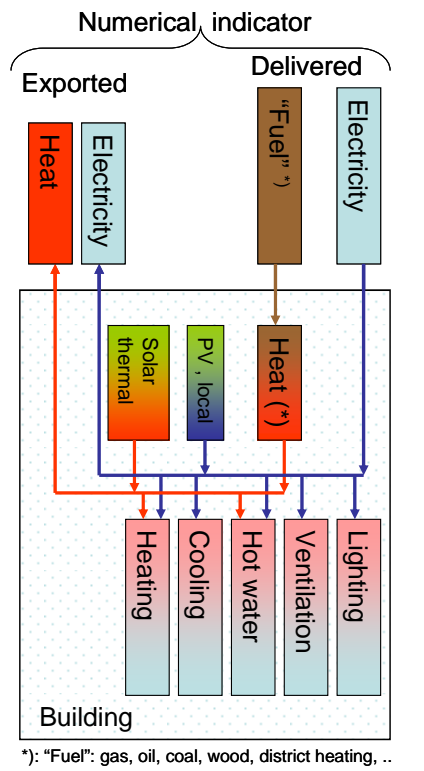 Numerical indicator
Exported
Delivered
Heat
Electricity
“Fuel” *)
Electricity
Solar
thermal
PV , local
Heat (*)
Heating
Cooling
Hot water
Ventilation
Lighting
Building
*): “Fuel”: gas, oil, coal, wood, district heating, ..